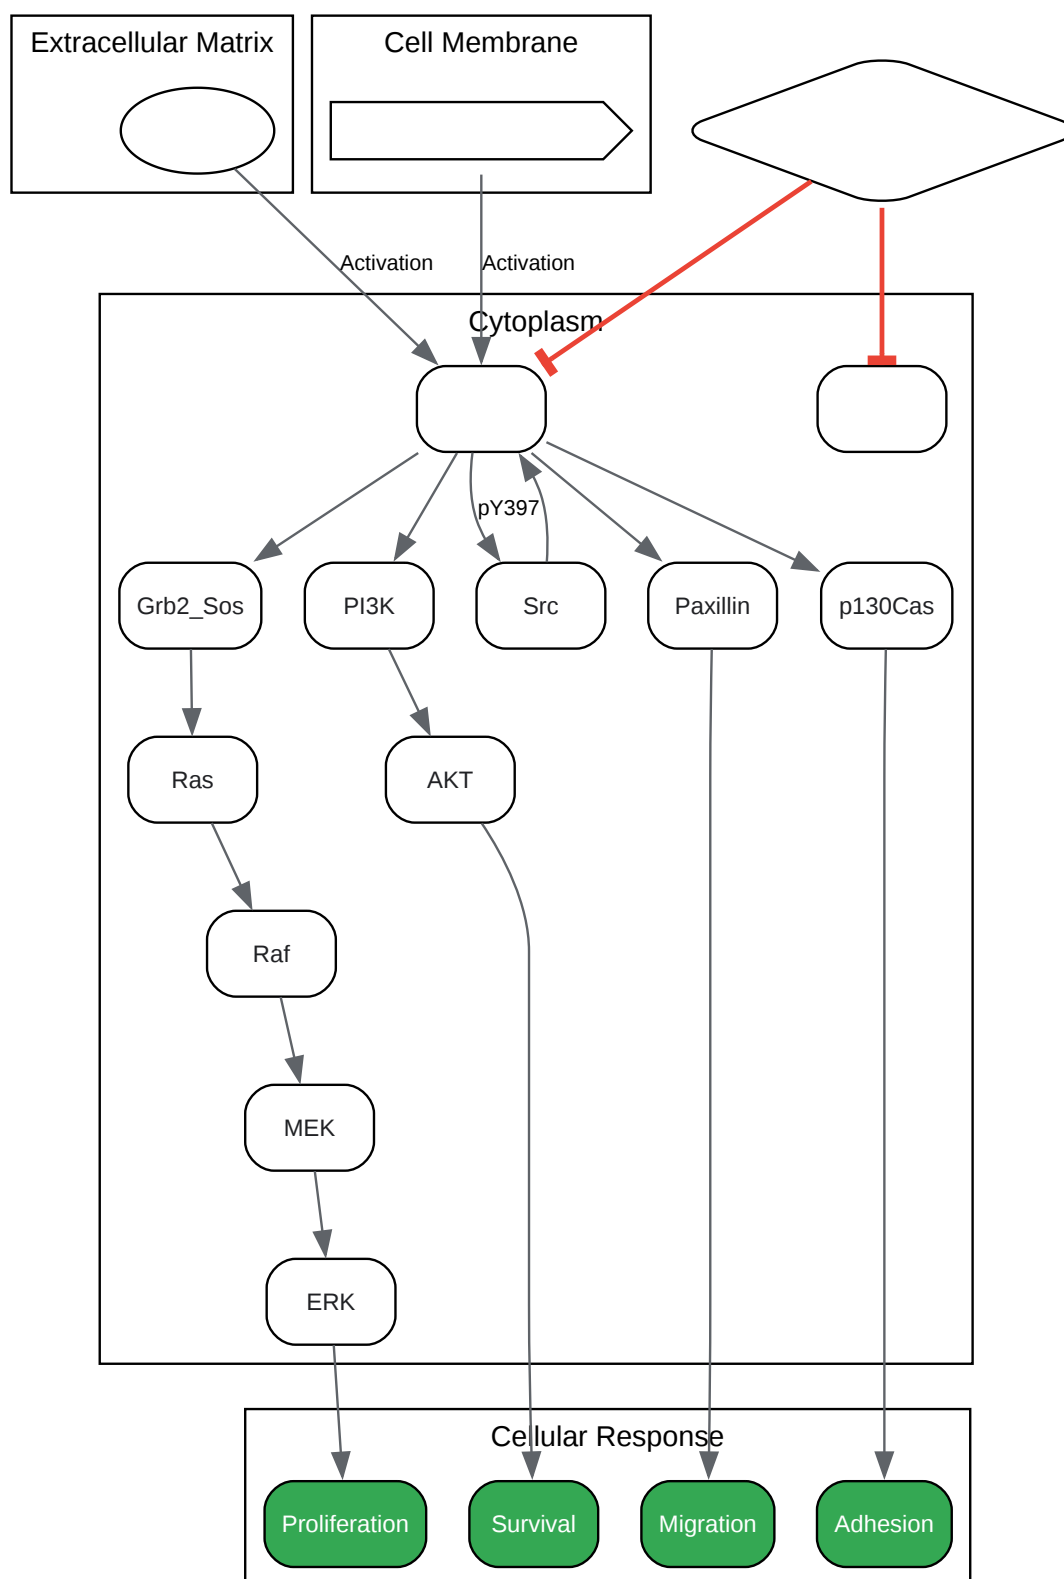 Extracellular Matrix
Cell Membrane
Activation
Activation
Cytoplasm
pY397
Grb2_Sos
PI3K
Src
Paxillin
p130Cas
Ras
AKT
Raf
MEK
ERK
Cellular Response
Proliferation
Survival
Migration
Adhesion